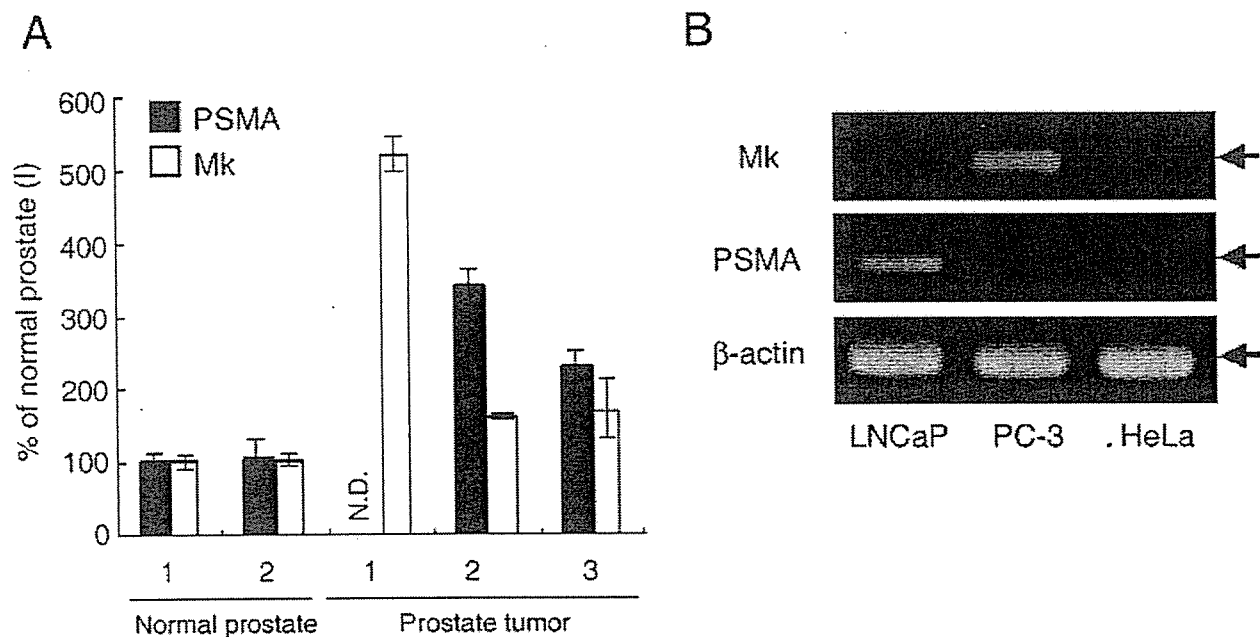 A
B
% of normal prostate (I)
600
500
400
300
200
100
0
PSMA
Mk
N.D.
1 2 1 2 3
Normal prostate Prostate tumor
Mk
PSMA
β-actin
LNCaP PC-3 .HeLa